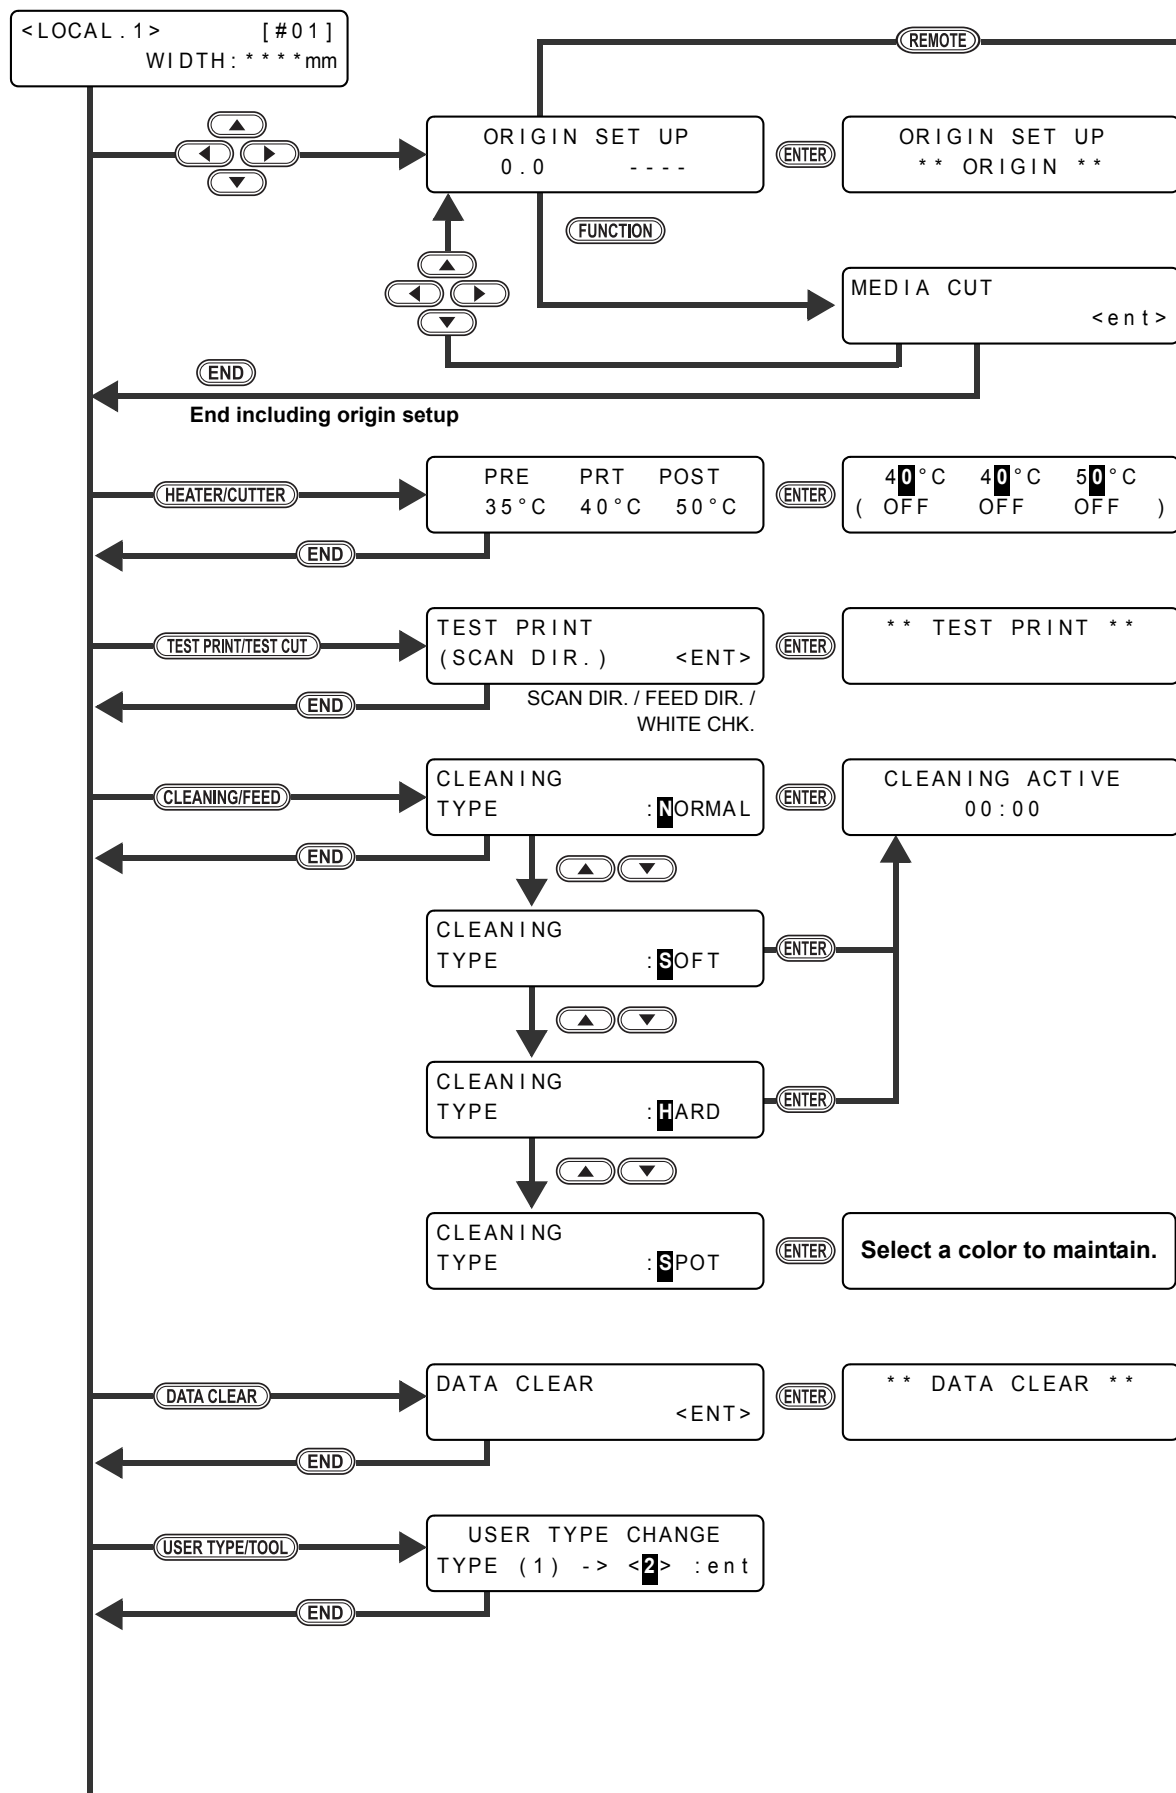 <LOCAL.1> [#01]
WIDTH:****mm
REMOTE
ORIGIN SET UP
0.0 ----
ENTER
ORIGIN SET UP
** ORIGIN **
FUNCTION
MEDIA CUT
<ent>
END
End including origin setup
HEATER/CUTTER
PRE PRT POST
35°C 40°C 50°C
ENTER
40°C 40°C 50°C
( OFF OFF OFF )
END
TEST PRINT/TEST CUT
TEST PRINT
(SCAN DIR.) <ENT>
ENTER
** TEST PRINT **
END
SCAN DIR. / FEED DIR. /
WHITE CHK.
CLEANING/FEED
CLEANING
TYPE :NORMAL
ENTER
CLEANING ACTIVE
00:00
END
CLEANING
TYPE :SOFT
ENTER
CLEANING
TYPE :HARD
ENTER
CLEANING
TYPE :SPOT
ENTER
Select a color to maintain.
DATA CLEAR
DATA CLEAR
<ENT>
ENTER
** DATA CLEAR **
END
USER TYPE/TOOL
USER TYPE CHANGE
TYPE (1) -> <2> :ent
END